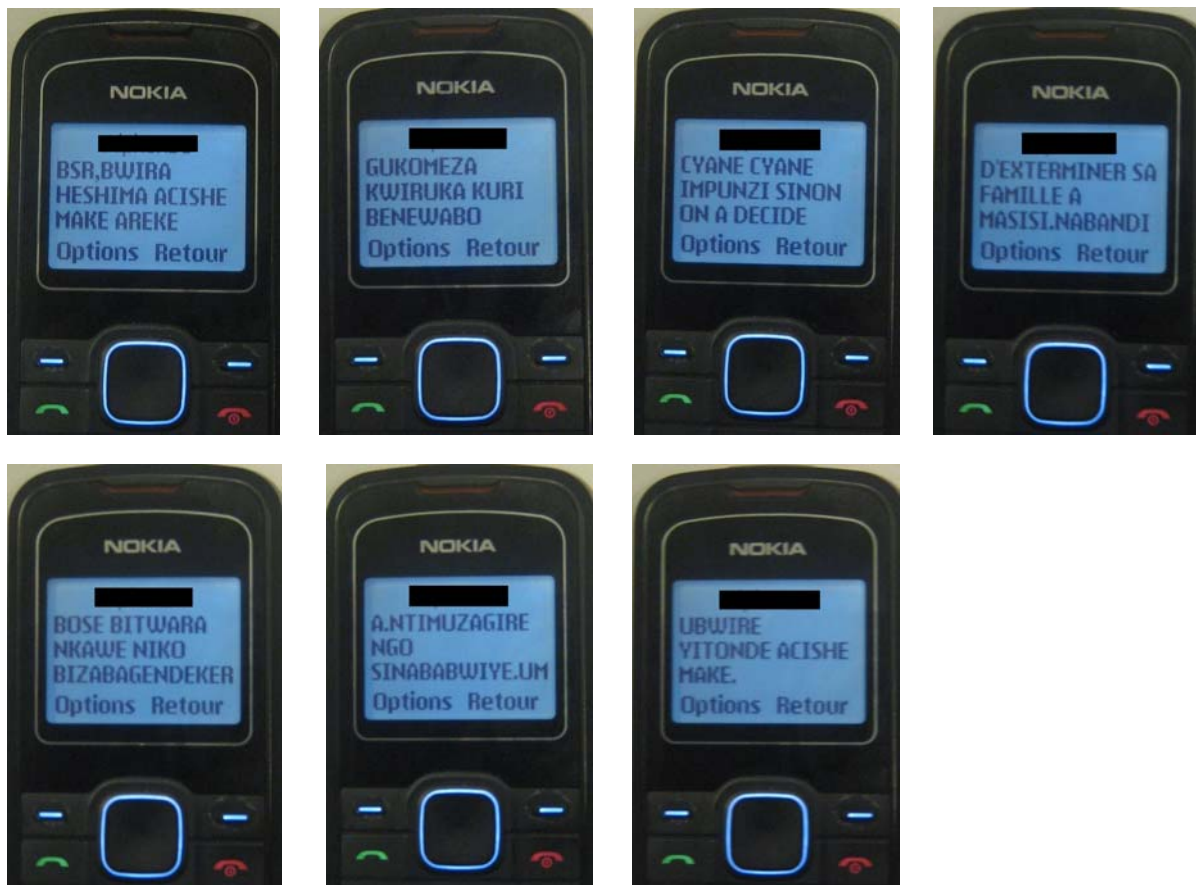 NOKIA
BSR,BWIRA
HESHIMA ACISHE
MAKE AREKE
Options Retour
NOKIA
GUKOMEZA
KWIRUKA KURI
BENEWABO
Options Retour
NOKIA
CYANE CYANE
IMPUNZI SINON
ON A DECIDE
Options Retour
NOKIA
D'EXTERMINER SA
FAMILLE A
MASISI.NABANDI
Options Retour
NOKIA
BOSE BITWARA
NKAWE NIKO
BIZABAGENDEKER
Options Retour
NOKIA
A.NTIMUZAGIRE
NGO
SINABABWIYE.UM
Options Retour
NOKIA
UBWIRE
YITONDE ACISHE
MAKE.
Options Retour